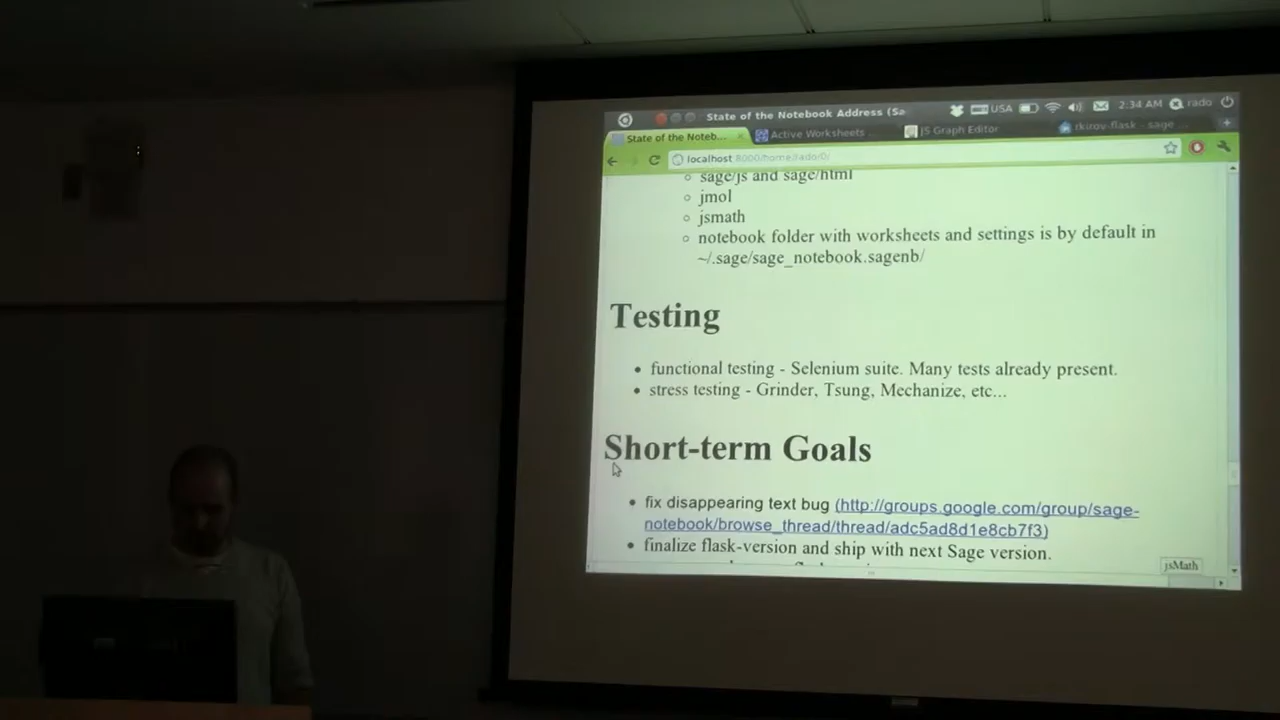 State of the Notebook Address (Sa
USA 2:34 AM rado
State of the Noteb... Active Worksheets ... JS Graph Editor rkirov-flask - sage ...
localhost:8000/home/rado/0/
sage/js and sage/html
jmol
jsmath
notebook folder with worksheets and settings is by default in
~/.sage/sage_notebook.sagenb/
Testing
functional testing - Selenium suite. Many tests already present.
stress testing - Grinder, Tsung, Mechanize, etc...
Short-term Goals
fix disappearing text bug (http://groups.google.com/group/sage-
notebook/browse_thread/thread/adc5ad8d1e8cb7f3)
finalize flask-version and ship with next Sage version.
jsMath